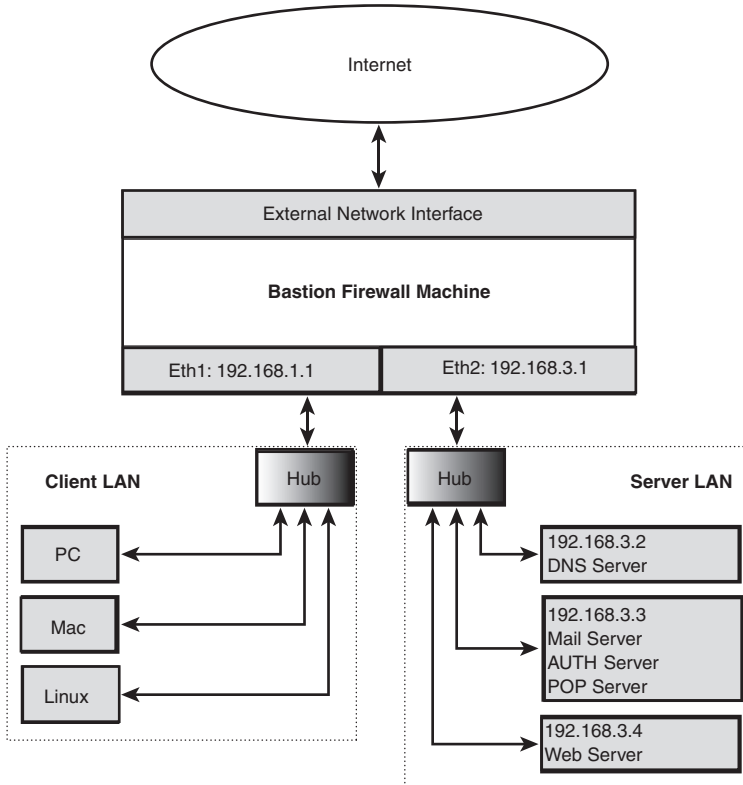 Internet
External Network Interface
Bastion Firewall Machine
Eth1: 192.168.1.1
Eth2: 192.168.3.1
Client LAN
Hub
PC
Mac
Linux
Hub
Server LAN
192.168.3.2
DNS Server
192.168.3.3
Mail Server
AUTH Server
POP Server
192.168.3.4
Web Server